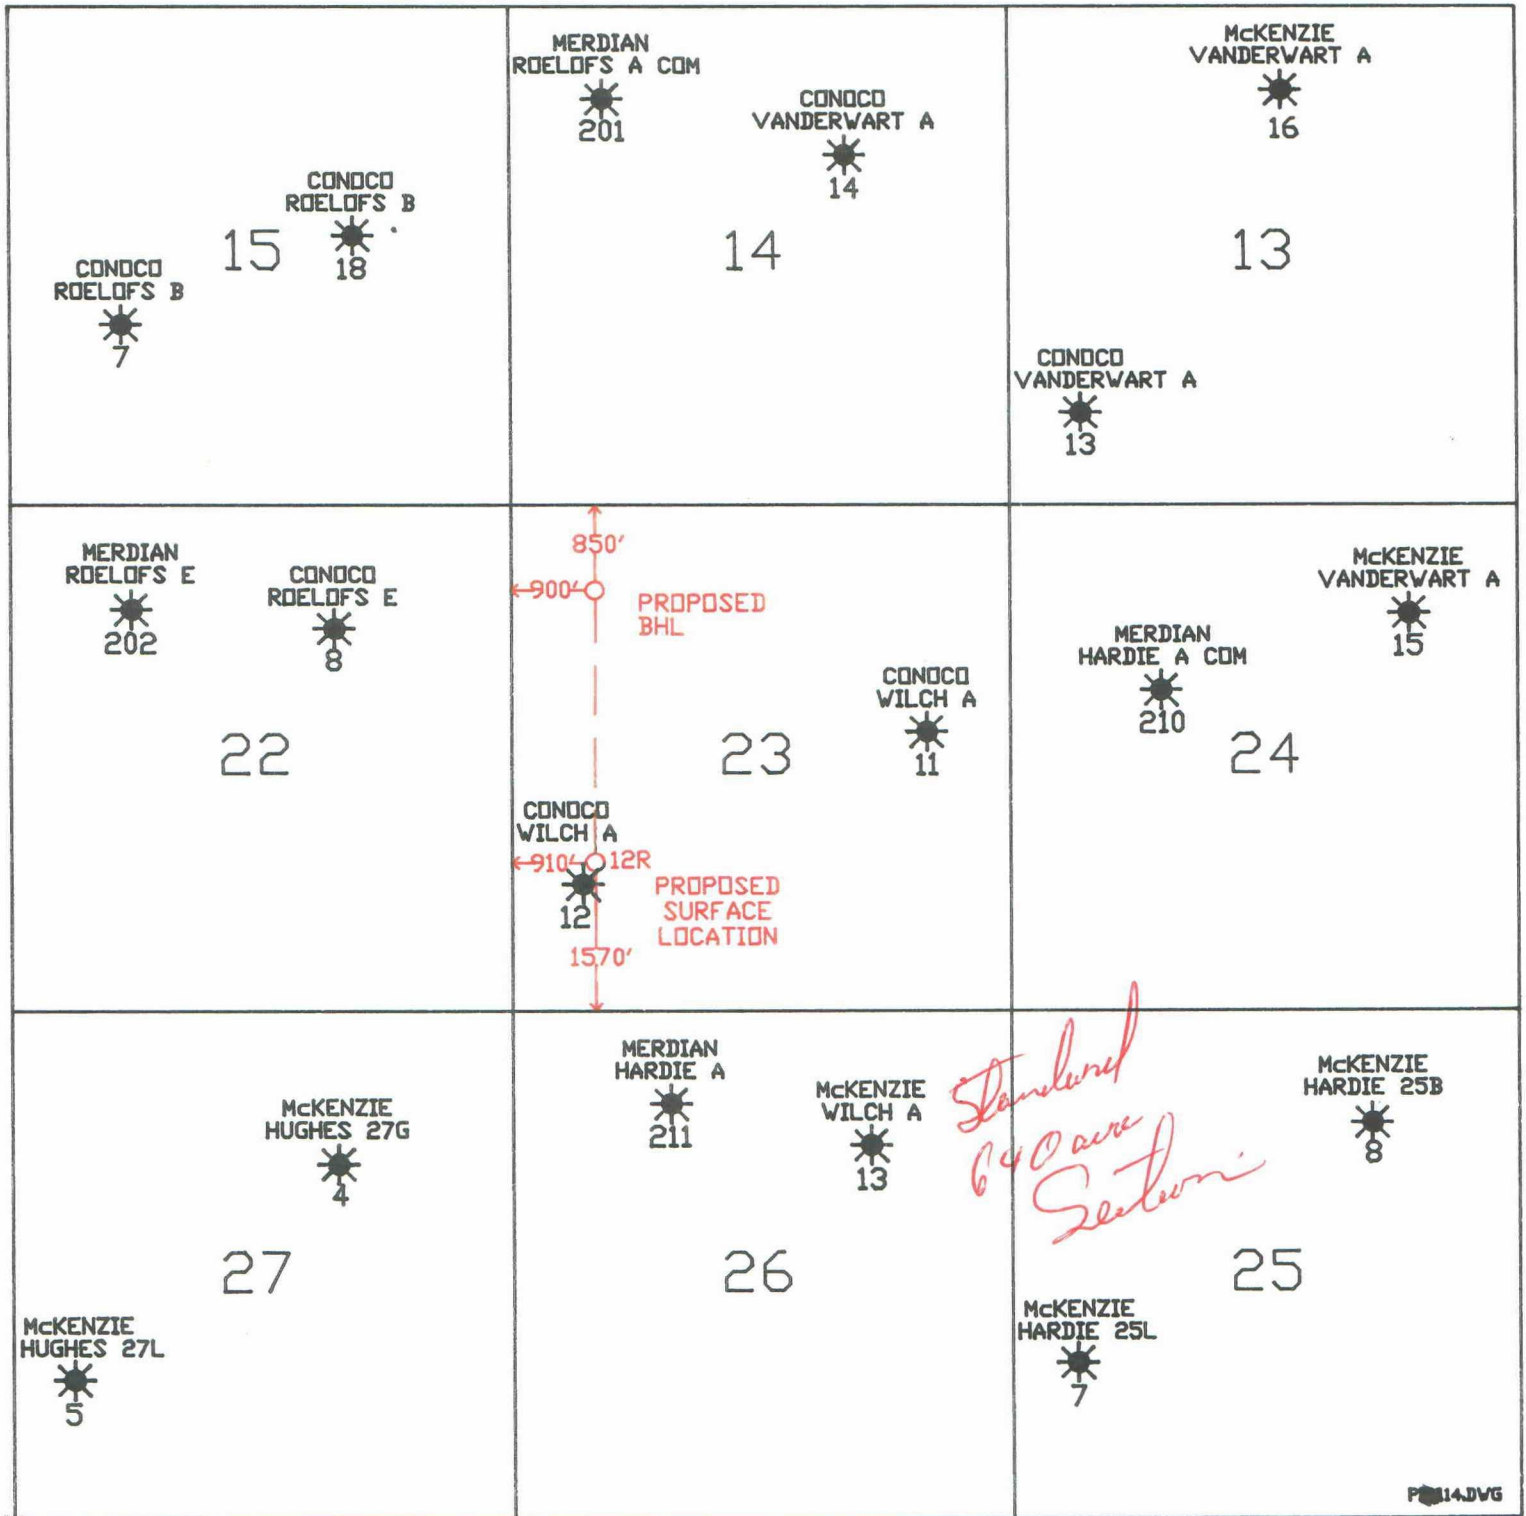 MERDIAN
ROELOFS A COM
201
CONOCO
VANDERWART A
14
McKENZIE
VANDERWART A
16
CONOCO
ROELOFS B
18
15
CONOCO
ROELOFS B
7
14
13
CONOCO
VANDERWART A
13
MERDIAN
ROELOFS E
202
CONOCO
ROELOFS E
8
22
850'
900'
PROPOSED
BHL
CONOCO
WILCH A
11
23
CONOCO
WILCH A
910'
12R
12
PROPOSED
SURFACE
LOCATION
1570'
McKENZIE
VANDERWART A
15
MERDIAN
HARDIE A COM
210
24
McKENZIE
HUGHES 27G
4
27
McKENZIE
HUGHES 27L
5
MERDIAN
HARDIE A
211
McKENZIE
WILCH A
13
26
Standard
640 acre
Section
McKENZIE
HARDIE 25B
8
25
McKENZIE
HARDIE 25L
7
14.DWG